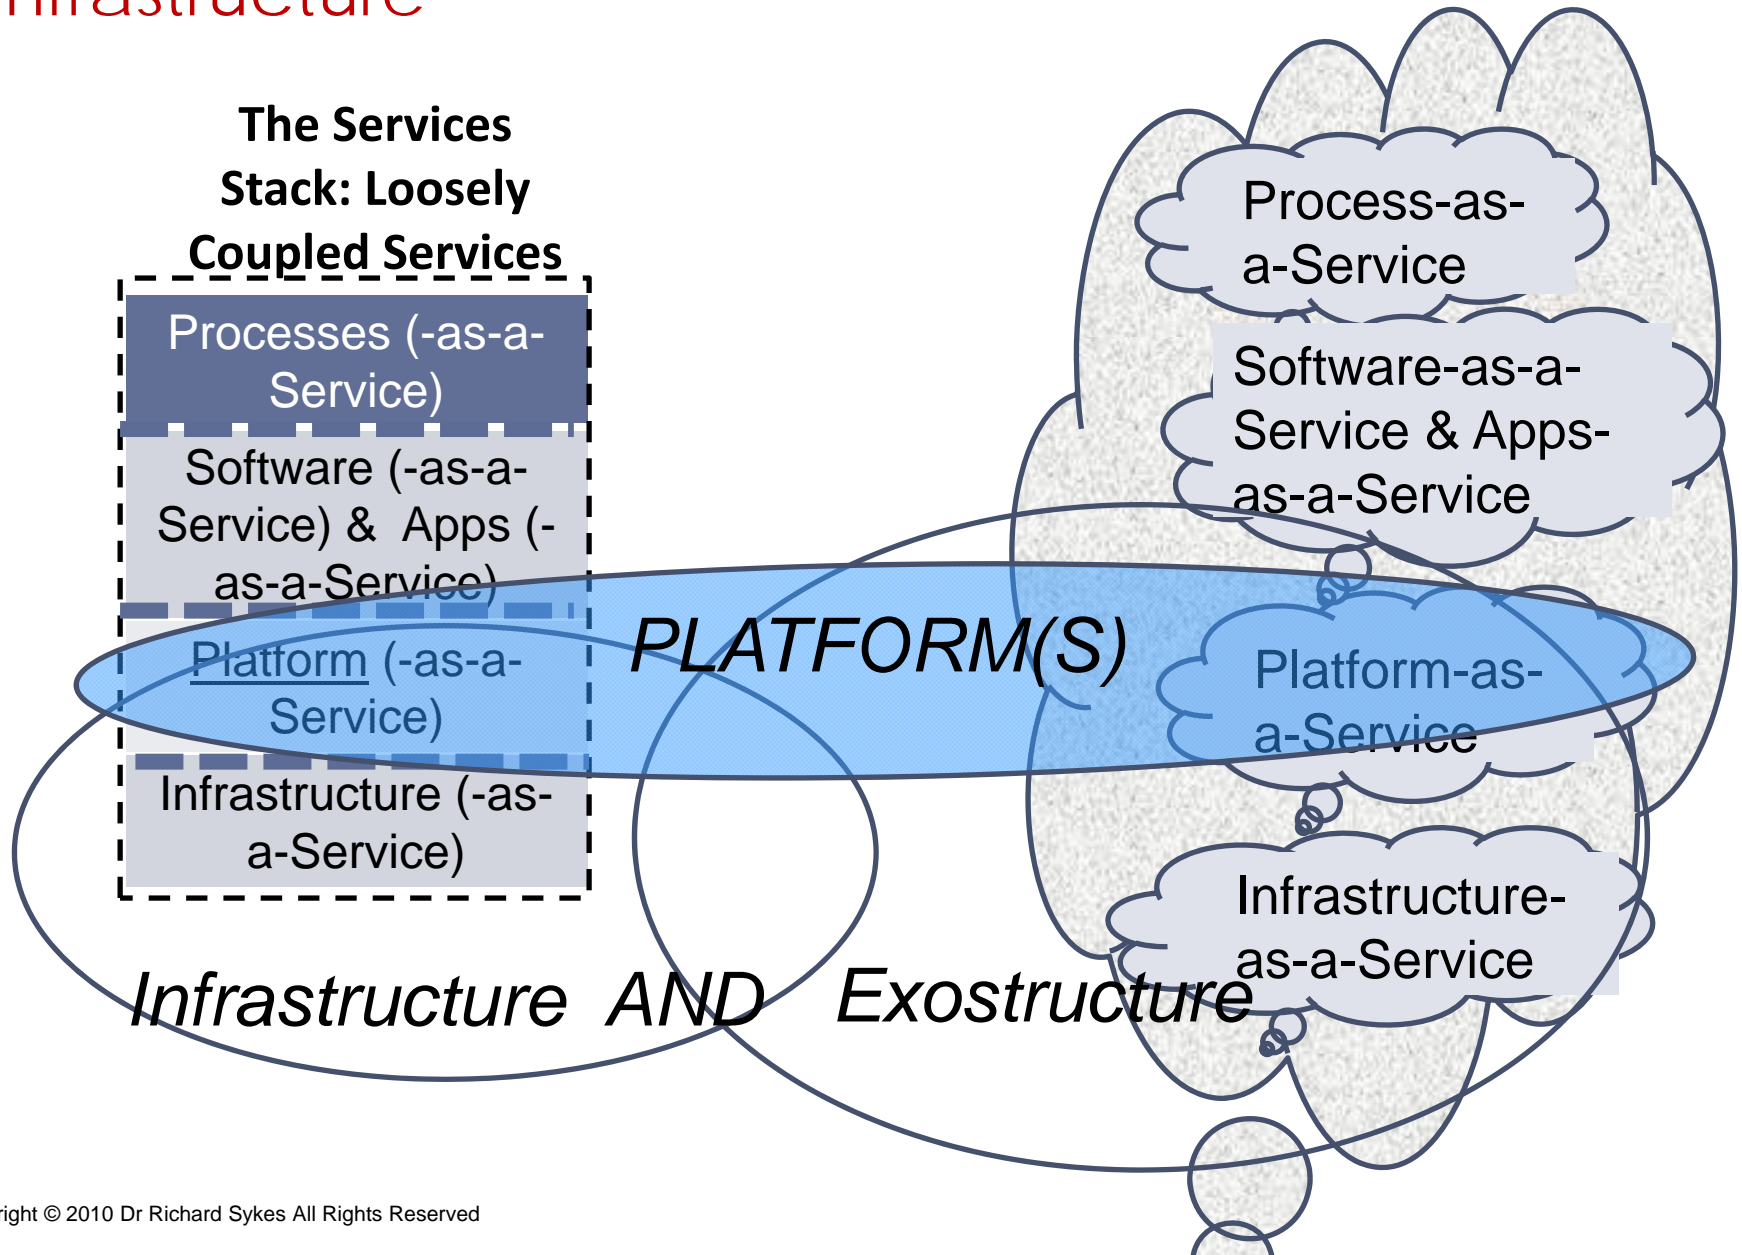 nfrastructure
The Services
Stack: Loosely
Coupled Services
Processes (-as-a-
Service)
Software (-as-a-
Service) & Apps (-
as-a-Service)
Platform (-as-a-
Service)
Infrastructure (-as-
a-Service)
PLATFORM(S)
Process-as-
a-Service
Software-as-a-
Service & Apps-
as-a-Service
Platform-as-
a-Service
Infrastructure-
as-a-Service
Infrastructure AND Exostructure
right © 2010 Dr Richard Sykes All Rights Reserved